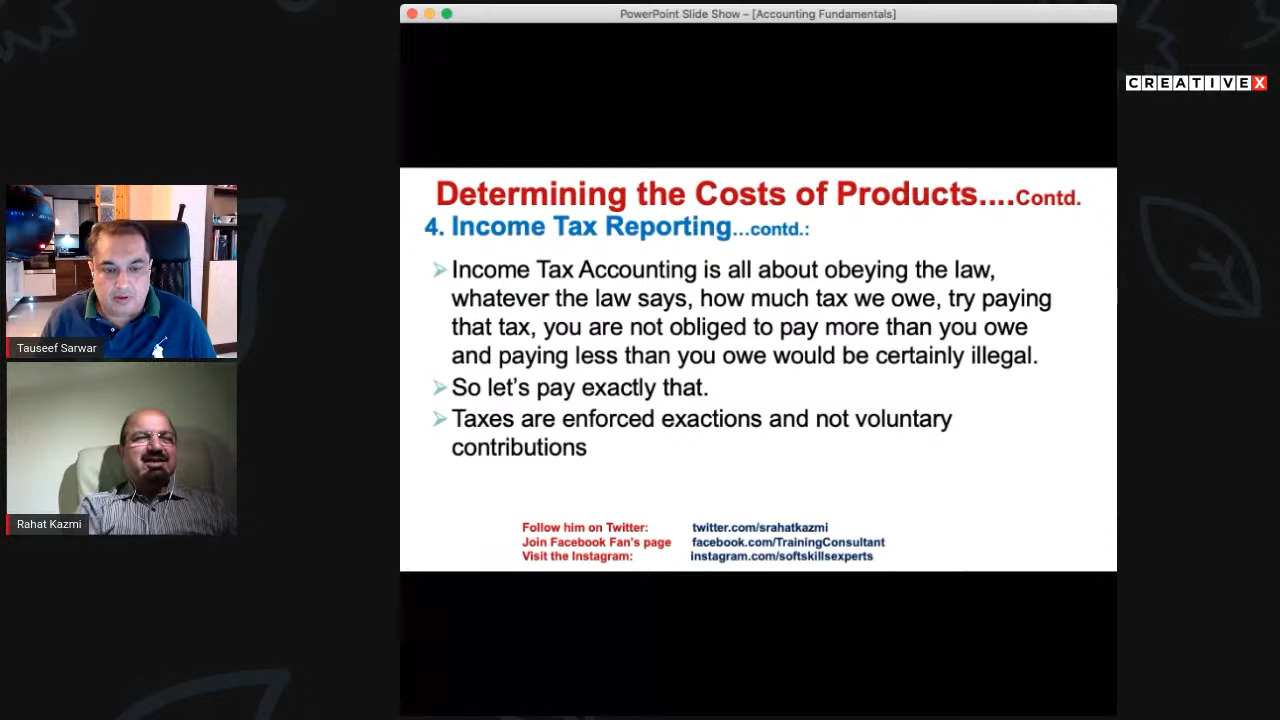 PowerPoint Slide Show – [Accounting Fundamentals]
CREATIVEX
Determining the Costs of Products....Contd.
4. Income Tax Reporting...contd.:
Income Tax Accounting is all about obeying the law,
whatever the law says, how much tax we owe, try paying
that tax, you are not obliged to pay more than you owe
and paying less than you owe would be certainly illegal.
So let's pay exactly that.
Taxes are enforced exactions and not voluntary
contributions
Follow him on Twitter: twitter.com/srahatkazmi
Join Facebook Fan's page facebook.com/TrainingConsultant
Visit the Instagram: instagram.com/softskillsexperts
Tauseef Sarwar
Rahat Kazmi